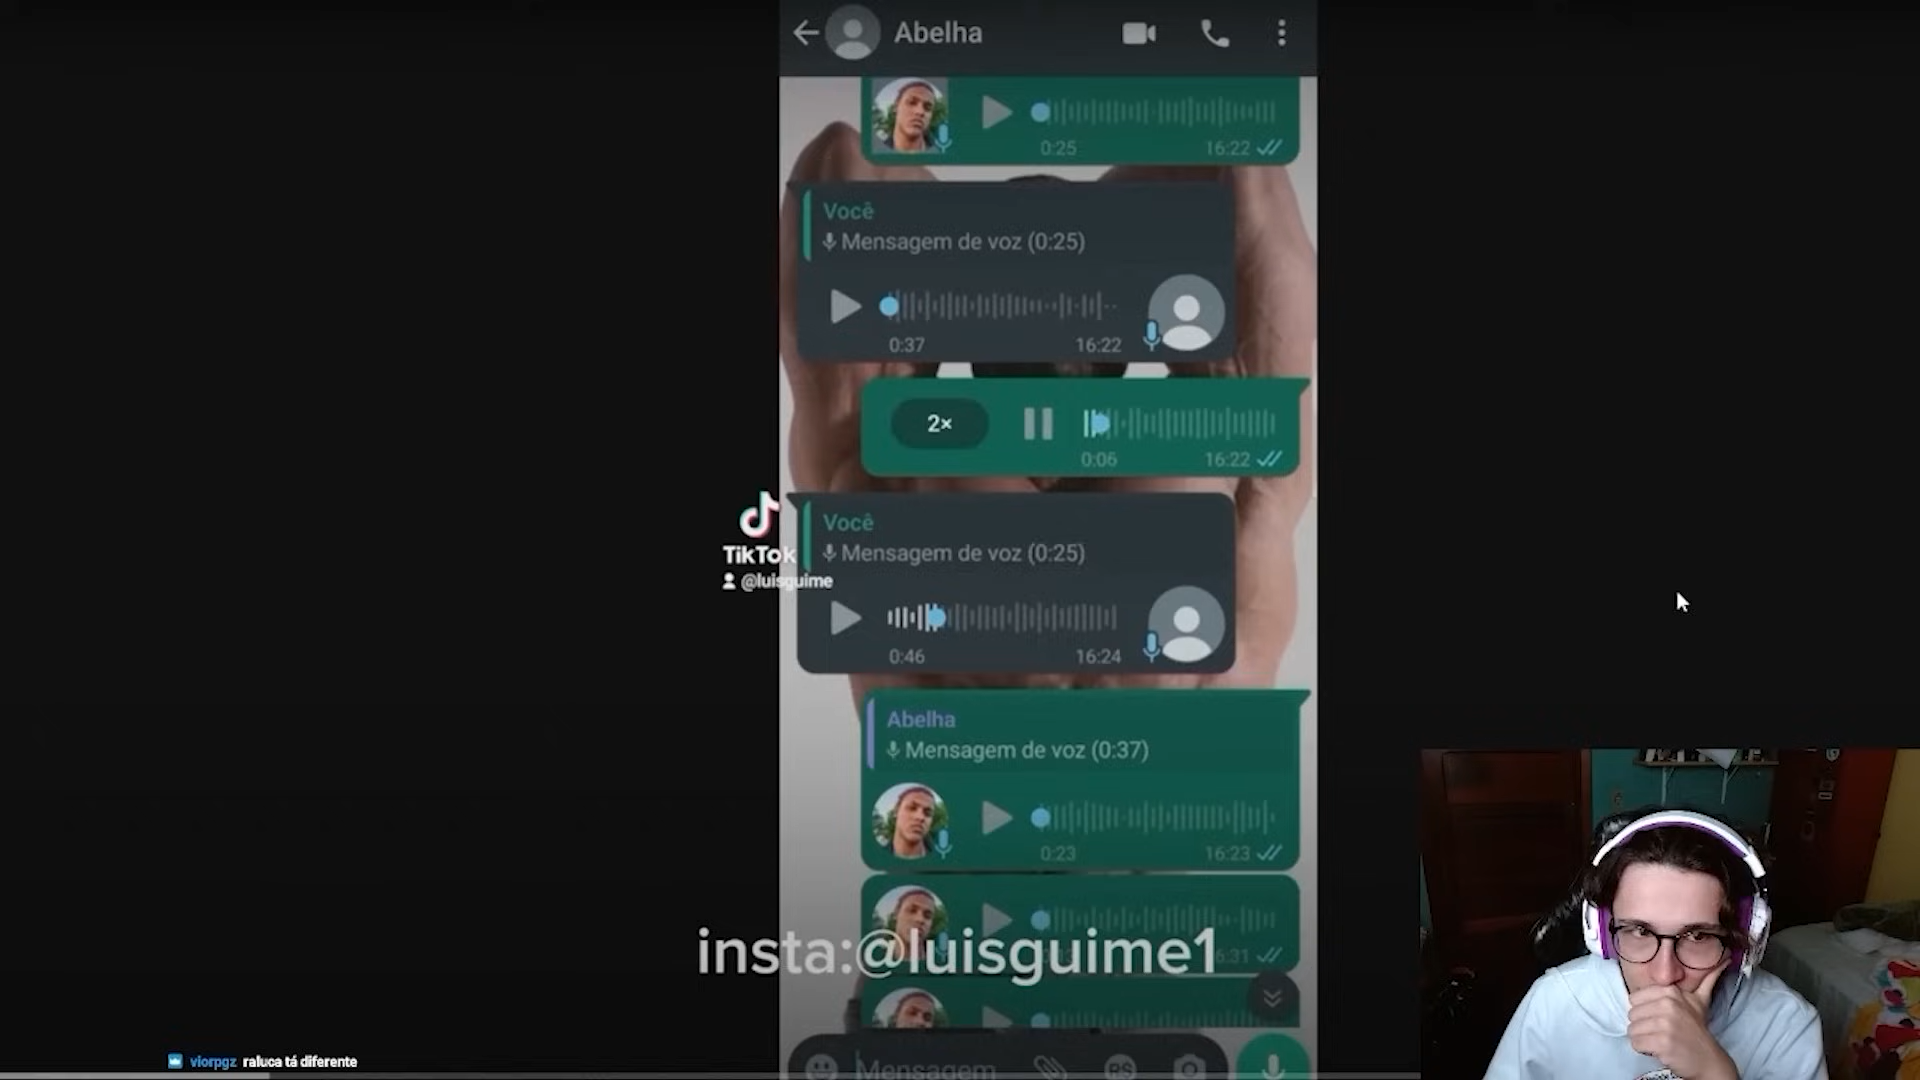 Abelha
0:25
16:22
Você
Mensagem de voz (0:25)
0:37
16:22
2×
0:06
16:22
Você
Mensagem de voz (0:25)
TikTok
@luisguime
0:46
16:24
Abelha
Mensagem de voz (0:37)
0:23
16:23
insta:@luisguime1
6:31
Mensagem
R$
viorpgz raluca tá diferente